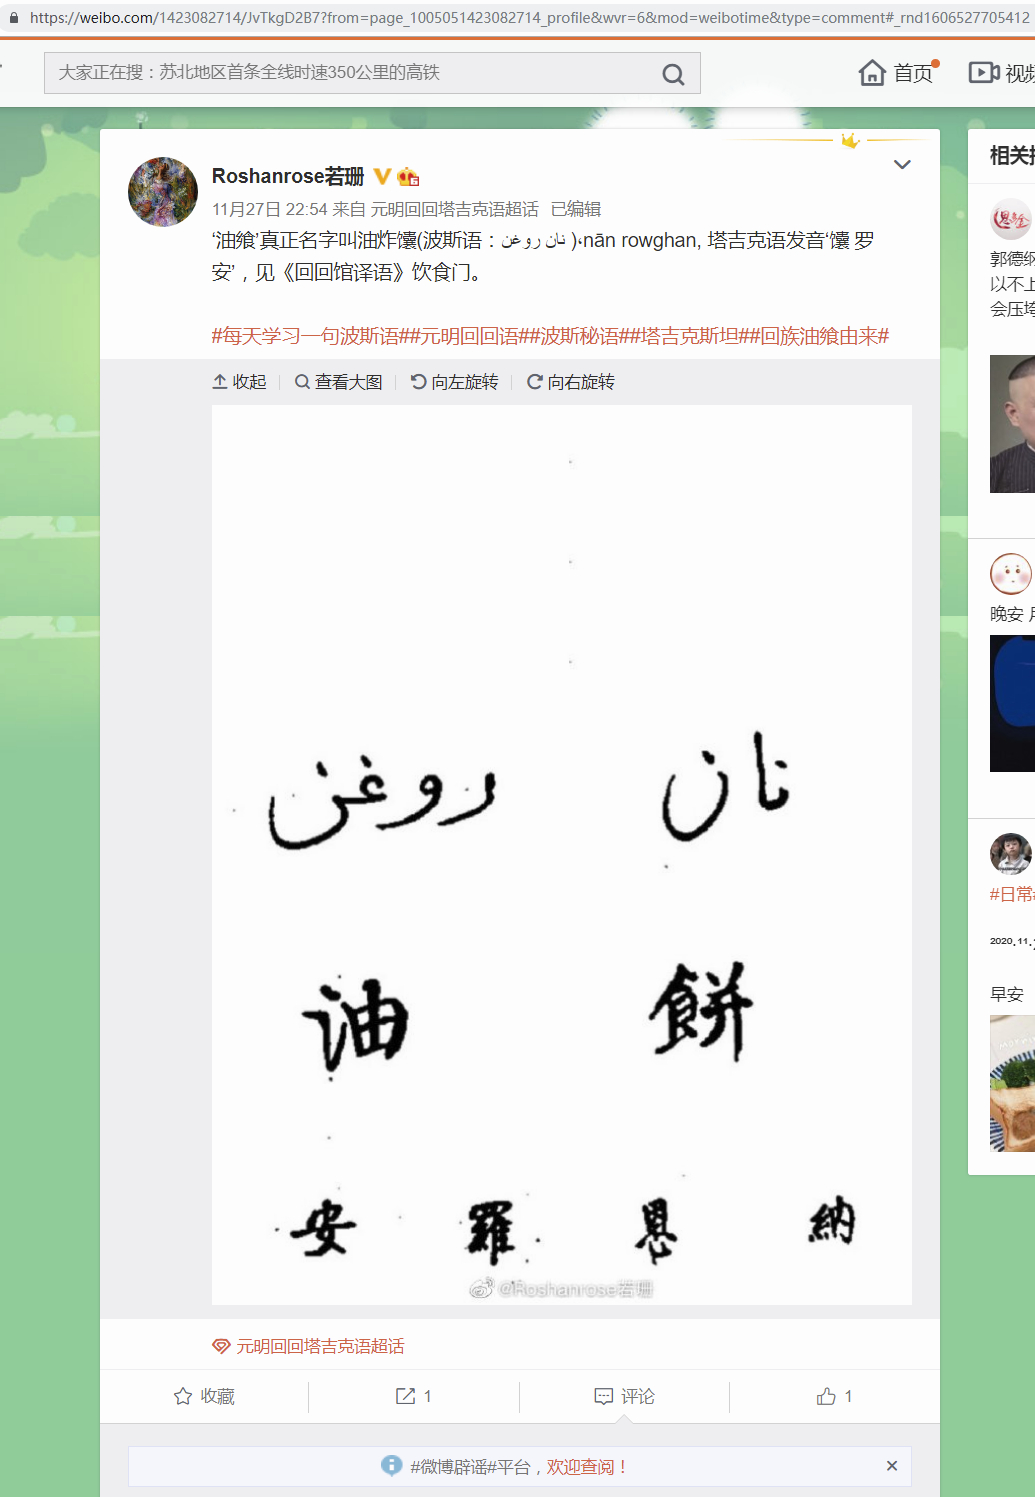 https://weibo.com/1423082714/JvTkgD2B7?from=page_1005051423082714_profile&wvr=6&mod=weibotime&type=comment#_rnd1606527705412
大家正在搜：苏北地区首条全线时速350公里的高铁
首页
视频
Roshanrose若珊
11月27日 22:54 来自 元明回回塔吉克语超话 已编辑
‘油飨’真正名字叫油炸馕(波斯语：نان روغن )،nān rowghan, 塔吉克语发音‘馕 罗
安’，见《回回馆译语》饮食门。
#每天学习一句波斯语##元明回回语##波斯秘语##塔吉克斯坦##回族油飨由来#
收起 查看大图 向左旋转 向右旋转
نان روغن
油 餅
安 羅 恩 納
@Roshanrose若珊
元明回回塔吉克语超话
收藏 1 评论 1
#微博辟谣#平台，欢迎查阅！
相关推
郭德纲
以不上
会压垮
晚安
#日常
2020.11.
早安